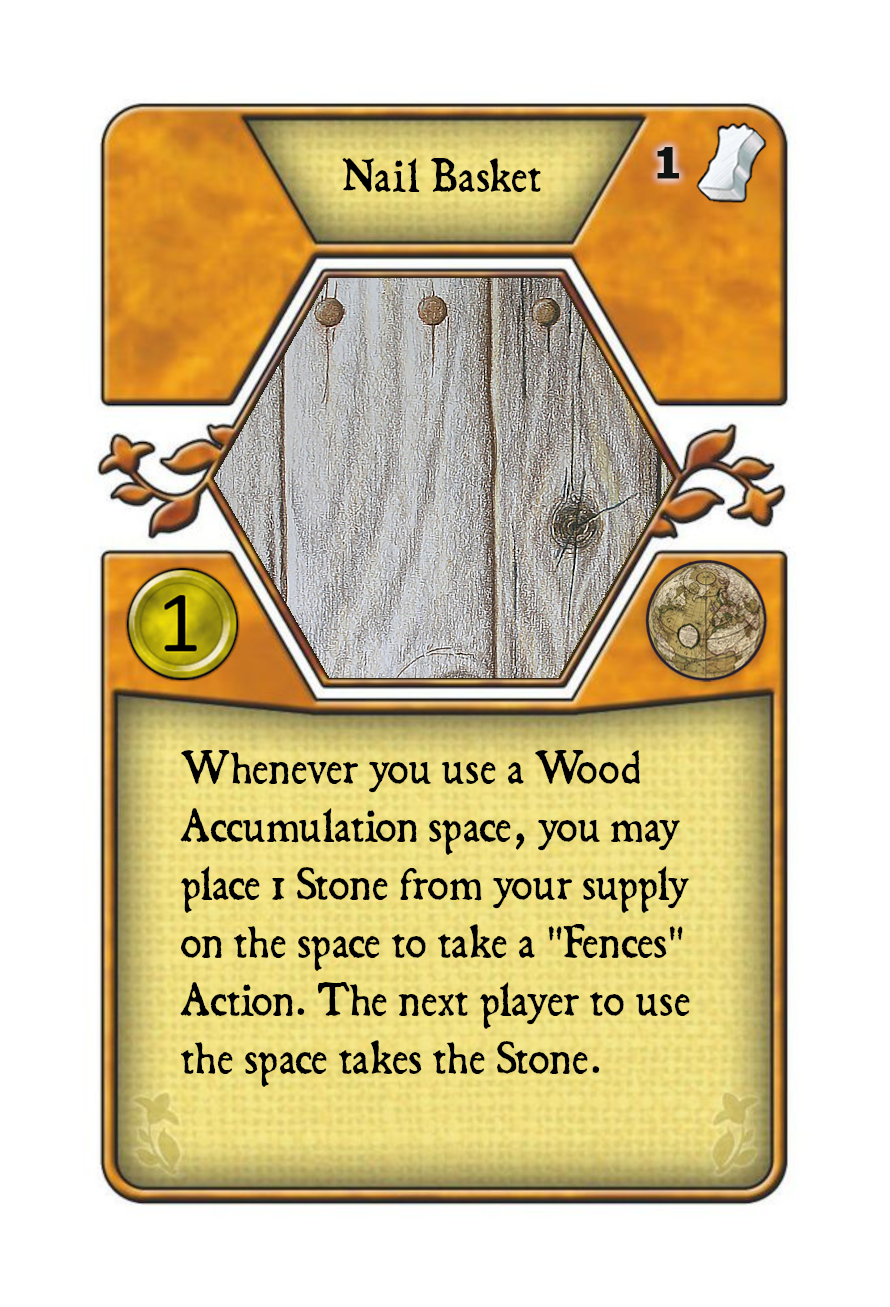 Nail Basket
1
1
Whenever you use a Wood
Accumulation space, you may
place 1 Stone from your supply
on the space to take a "Fences"
Action. The next player to use
the space takes the Stone.